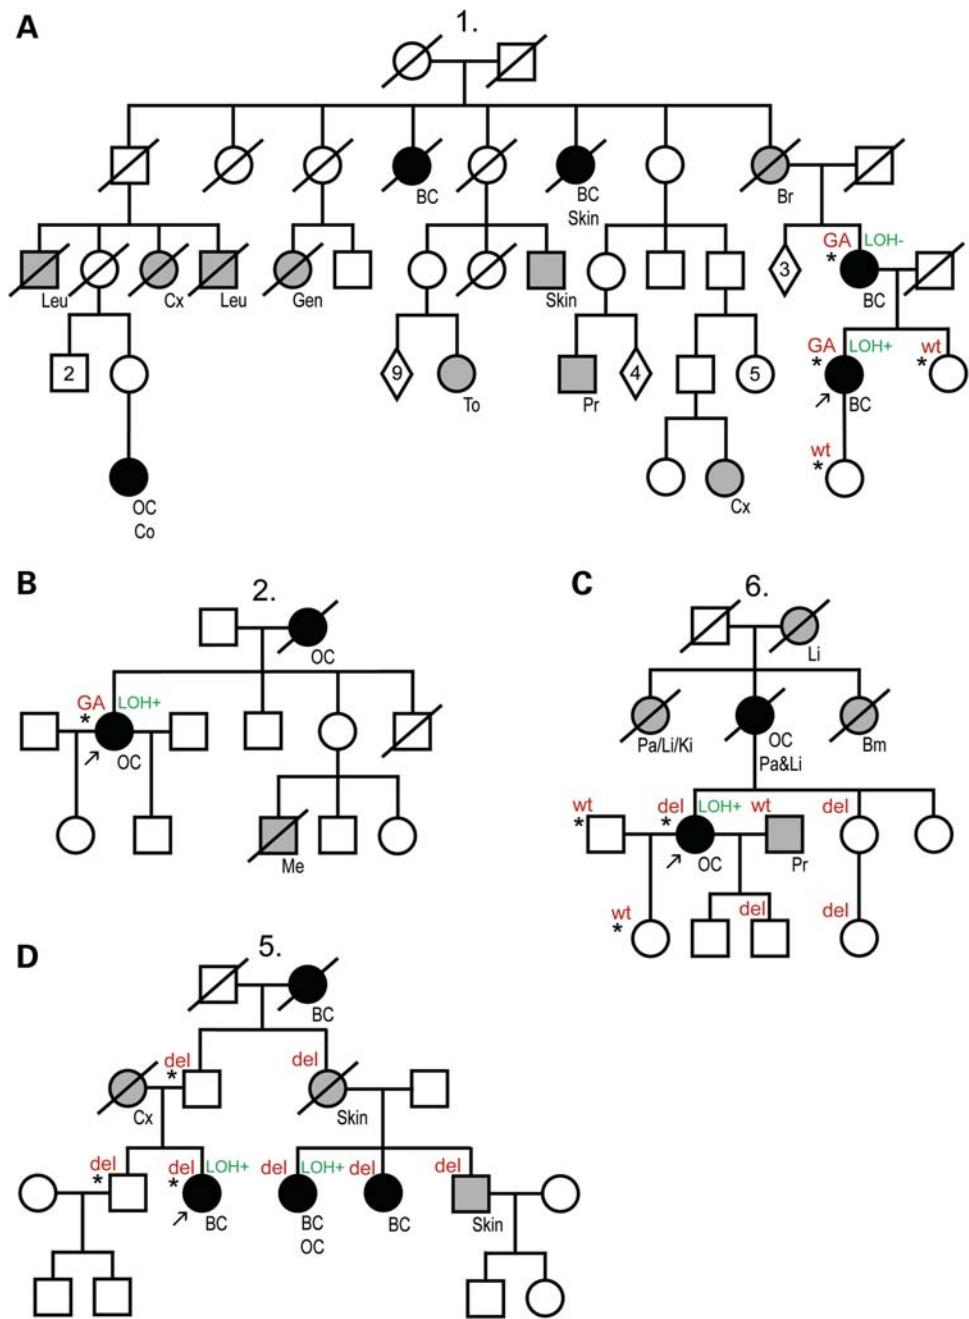 A
1.
BC
BC
Skin
Br
GA * LOH-
BC
Leu
Cx
Leu
Gen
Skin
3
2
9
To
Pr
4
5
GA * LOH+
BC
wt *
OC
Co
Cx
wt *
B
2.
OC
GA * LOH+
OC
Me
C
6.
Li
Pa/Li/Ki
OC
Pa&Li
Bm
wt *
del * LOH+
OC
wt
Pr
del
wt *
del
del
D
5.
BC
Cx
del *
del
Skin
del *
del * LOH+
BC
del LOH+
BC
OC
del
BC
del
Skin